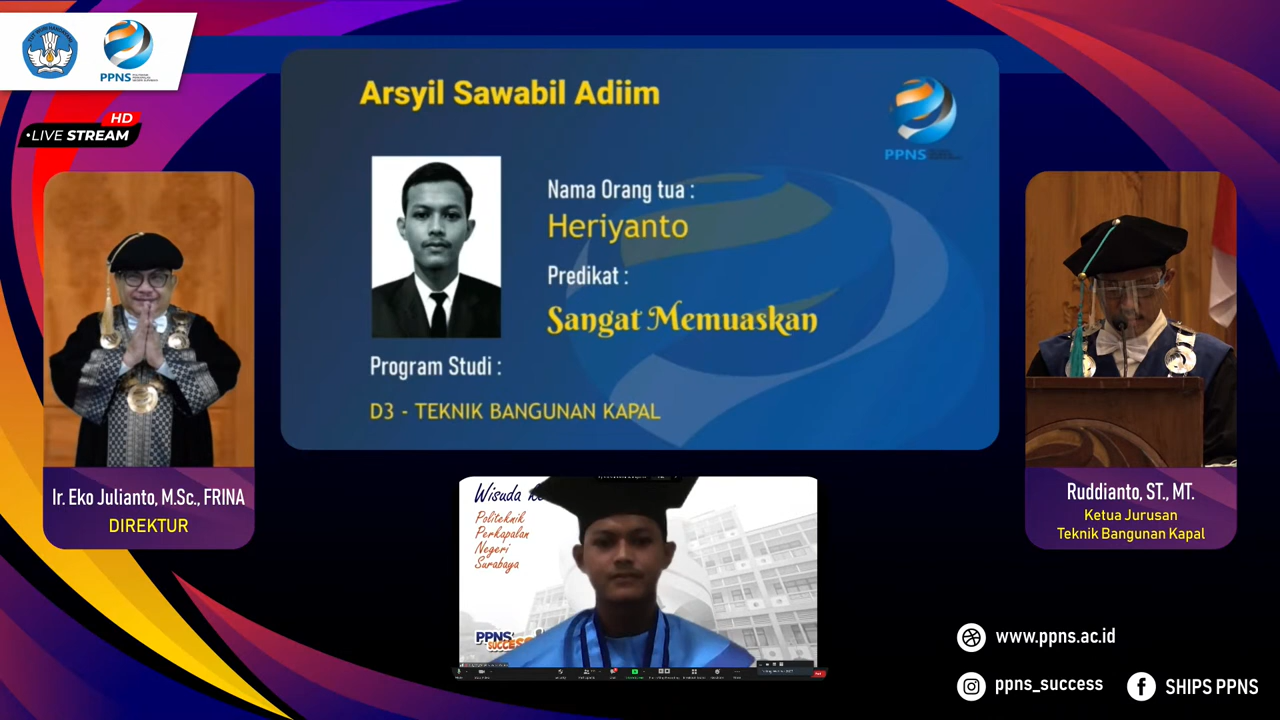 PPNS
HD
•LIVE STREAM
Arsyil Sawabil Adiim
PPNS
Nama Orang tua :
Heriyanto
Predikat :
Sangat Memuaskan
Program Studi :
D3 - TEKNIK BANGUNAN KAPAL
Ir. Eko Julianto, M.Sc., FRINA
DIREKTUR
Ruddianto, ST., MT.
Ketua Jurusan
Teknik Bangunan Kapal
Wisuda
Politeknik
Perkapalan
Negeri
Surabaya
PPNS
SUCCESS
www.ppns.ac.id
ppns_success
SHIPS PPNS